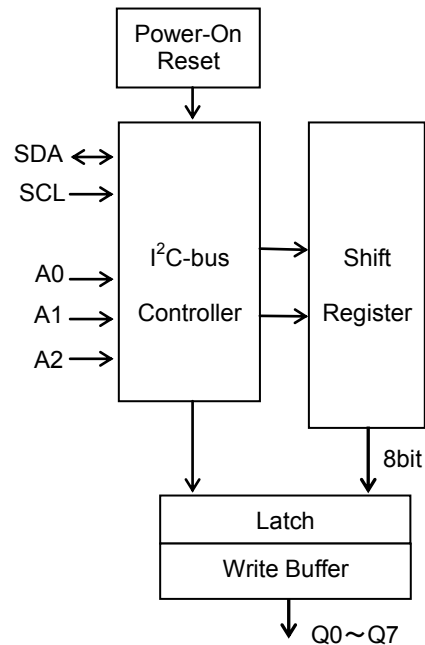 Power-On
Reset
SDA
SCL
A0
A1
A2
I²C-bus
Controller
Shift
Register
8bit
Latch
Write Buffer
Q0～Q7